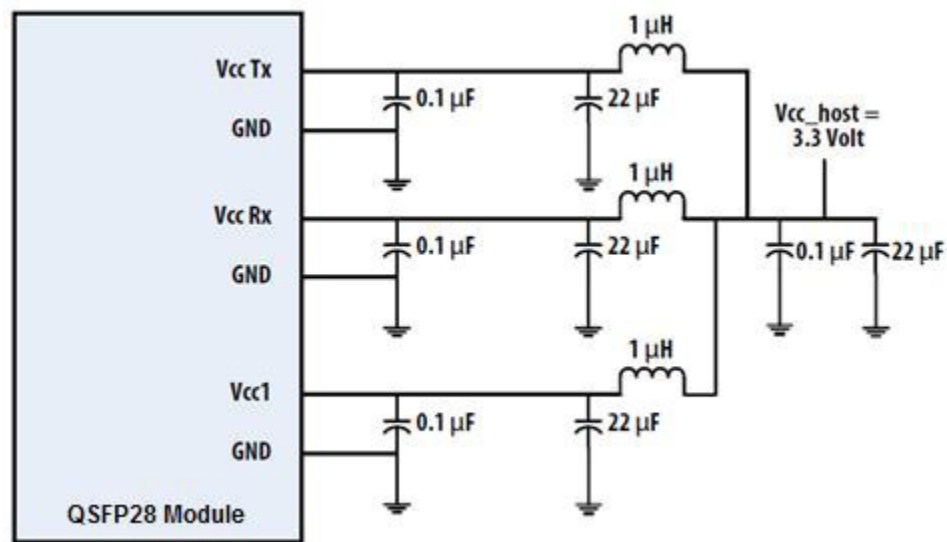 1 µH
Vcc Tx
0.1 µF
22 µF
GND
Vcc_host =
3.3 Volt
1 µH
Vcc Rx
0.1 µF
22 µF
0.1 µF
22 µF
GND
1 µH
Vcc1
0.1 µF
22 µF
GND
QSFP28 Module